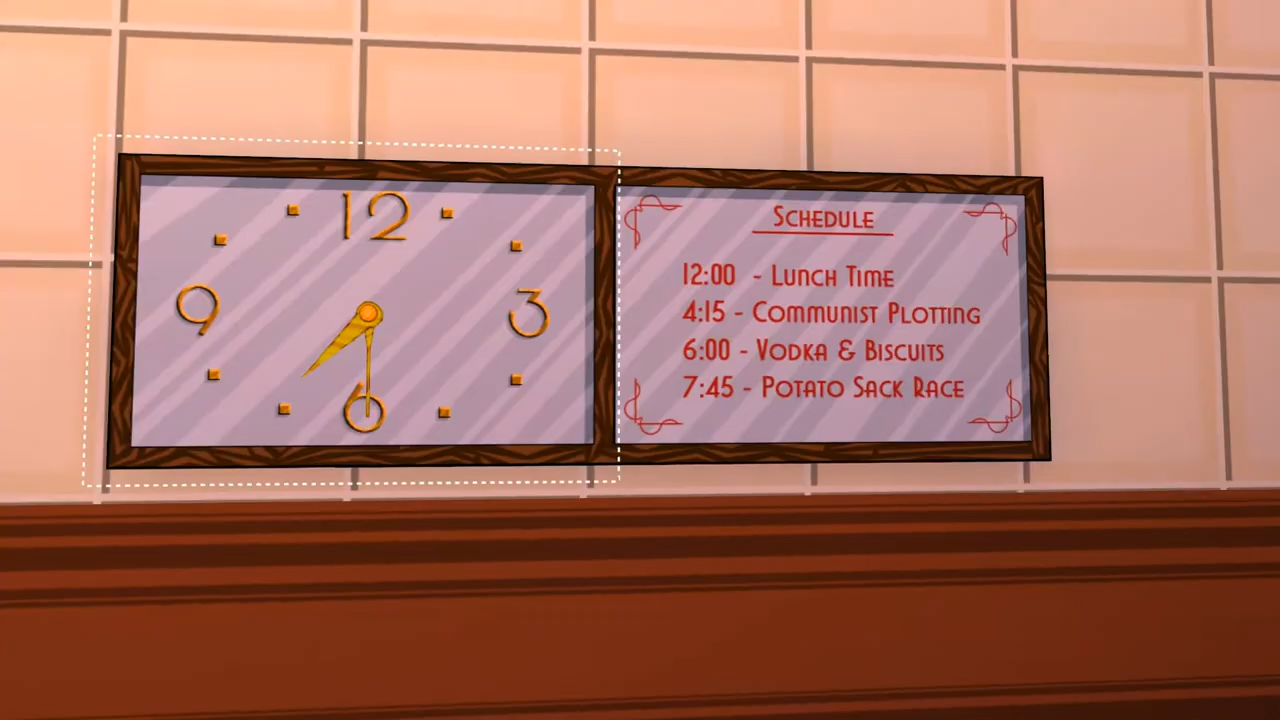 12
9
3
6
SCHEDULE
12:00 - LUNCH TIME
4:15 - COMMUNIST PLOTTING
6:00 - VODKA & BISCUITS
7:45 - POTATO SACK RACE